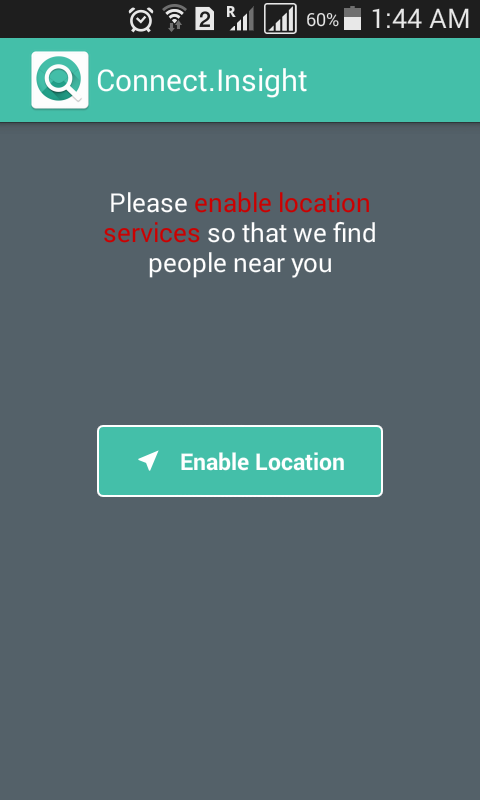 2 R 60% 1:44 AM
Connect.Insight
Please enable location
services so that we find
people near you
Enable Location